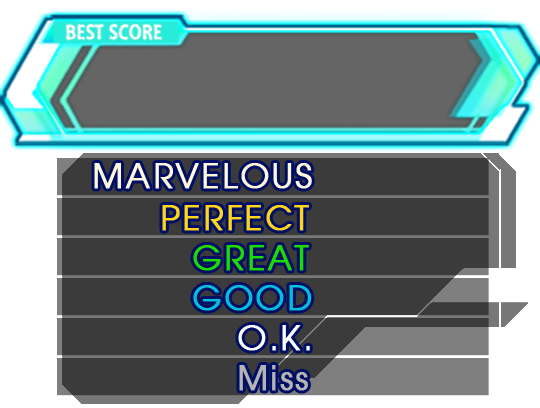 BEST SCORE
MARVELOUS
PERFECT
GREAT
GOOD
O.K.
Miss